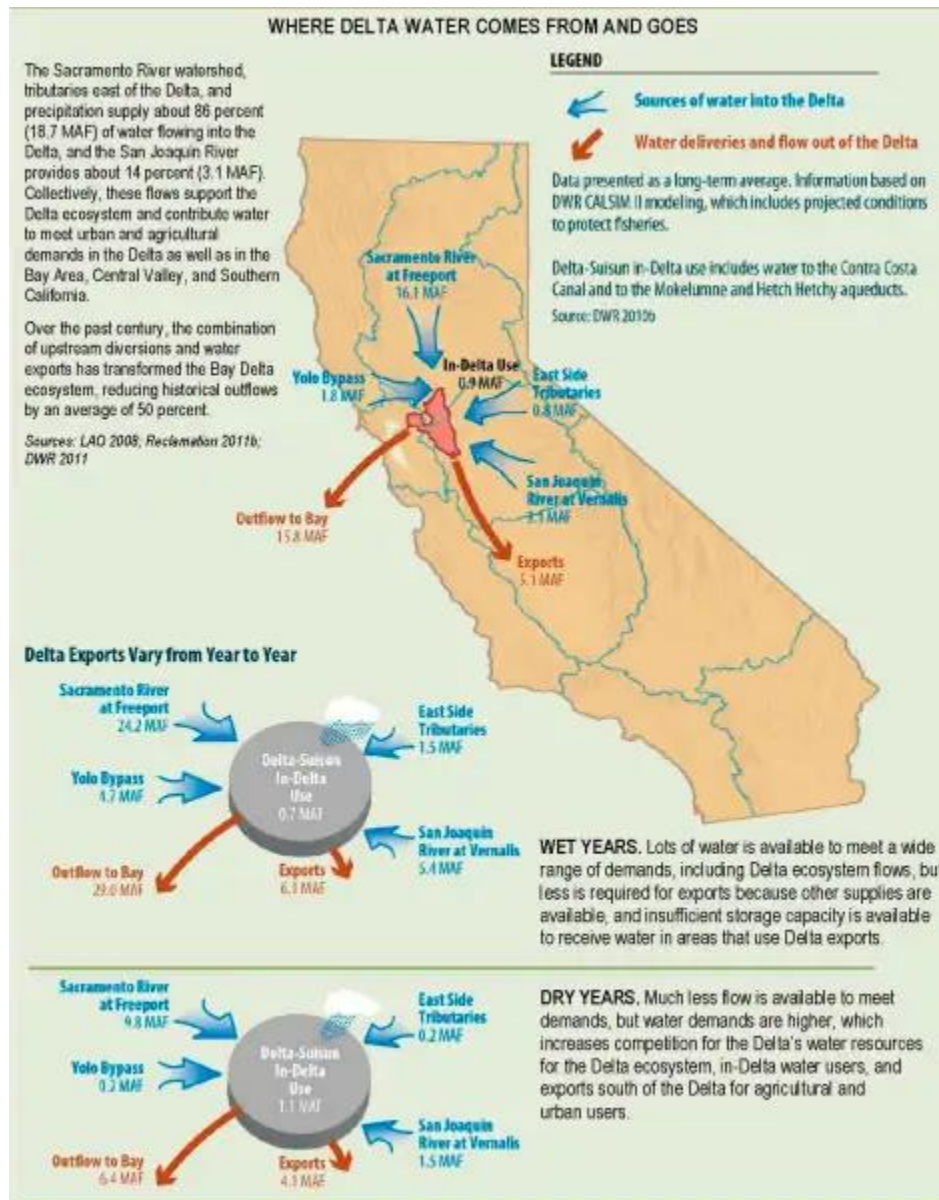 WHERE DELTA WATER COMES FROM AND GOES
The Sacramento River watershed,
tributaries east of the Delta, and
precipitation supply about 86 percent
(18.7 MAF) of water flowing into the
Delta, and the San Joaquin River
provides about 14 percent (3.1 MAF).
Collectively, these flows support the
Delta ecosystem and contribute water
to meet urban and agricultural
demands in the Delta as well as in the
Bay Area, Central Valley, and Southern
California.
Over the past century, the combination
of upstream diversions and water
exports has transformed the Bay Delta
ecosystem, reducing historical outflows
by an average of 50 percent.
Sources: LAO 2008; Reclamation 2011b;
DWR 2011
LEGEND
Sources of water into the Delta
Water deliveries and flow out of the Delta
Data presented as a long-term average. Information based on
DWR CALSIM II modeling, which includes projected conditions
to protect fisheries.
Delta-Suisun in-Delta use includes water to the Contra Costa
Canal and to the Mokelumne and Hetch Hetchy aqueducts.
Source: DWR 2010b
Sacramento River
at Freeport
16.1 MAF
In-Delta Use
0.9 MAF
Yolo Bypass
1.8 MAF
East Side
Tributaries
0.8 MAF
San Joaquin
River at Vernalis
3.1 MAF
Outflow to Bay
15.8 MAF
Exports
5.1 MAF
Delta Exports Vary from Year to Year
Sacramento River
at Freeport
24.2 MAF
East Side
Tributaries
1.5 MAF
Delta-Suisun
In-Delta
Use
0.7 MAF
Yolo Bypass
MAF
San Joaquin
River at Vernalis
5.4 MAF
Outflow to Bay
MAF
Exports
MAF
WET YEARS. Lots of water is available to meet a wide
range of demands, including Delta ecosystem flows, bu
less is required for exports because other supplies are
available, and insufficient storage capacity is available
to receive water in areas that use Delta exports.
Sacramento River
at Freeport
9.8 MAF
East Side
Tributaries
0.2 MAF
Delta-Suisun
In-Delta
Use
1.1 MAF
Yolo Bypass
0.2 MAF
San Joaquin
River at Vernalis
1.5 MAF
Outflow to Bay
6.4 MAF
Exports
MAF
DRY YEARS. Much less flow is available to meet
demands, but water demands are higher, which
increases competition for the Delta's water resources
for the Delta ecosystem, in-Delta water users, and
exports south of the Delta for agricultural and
urban users.